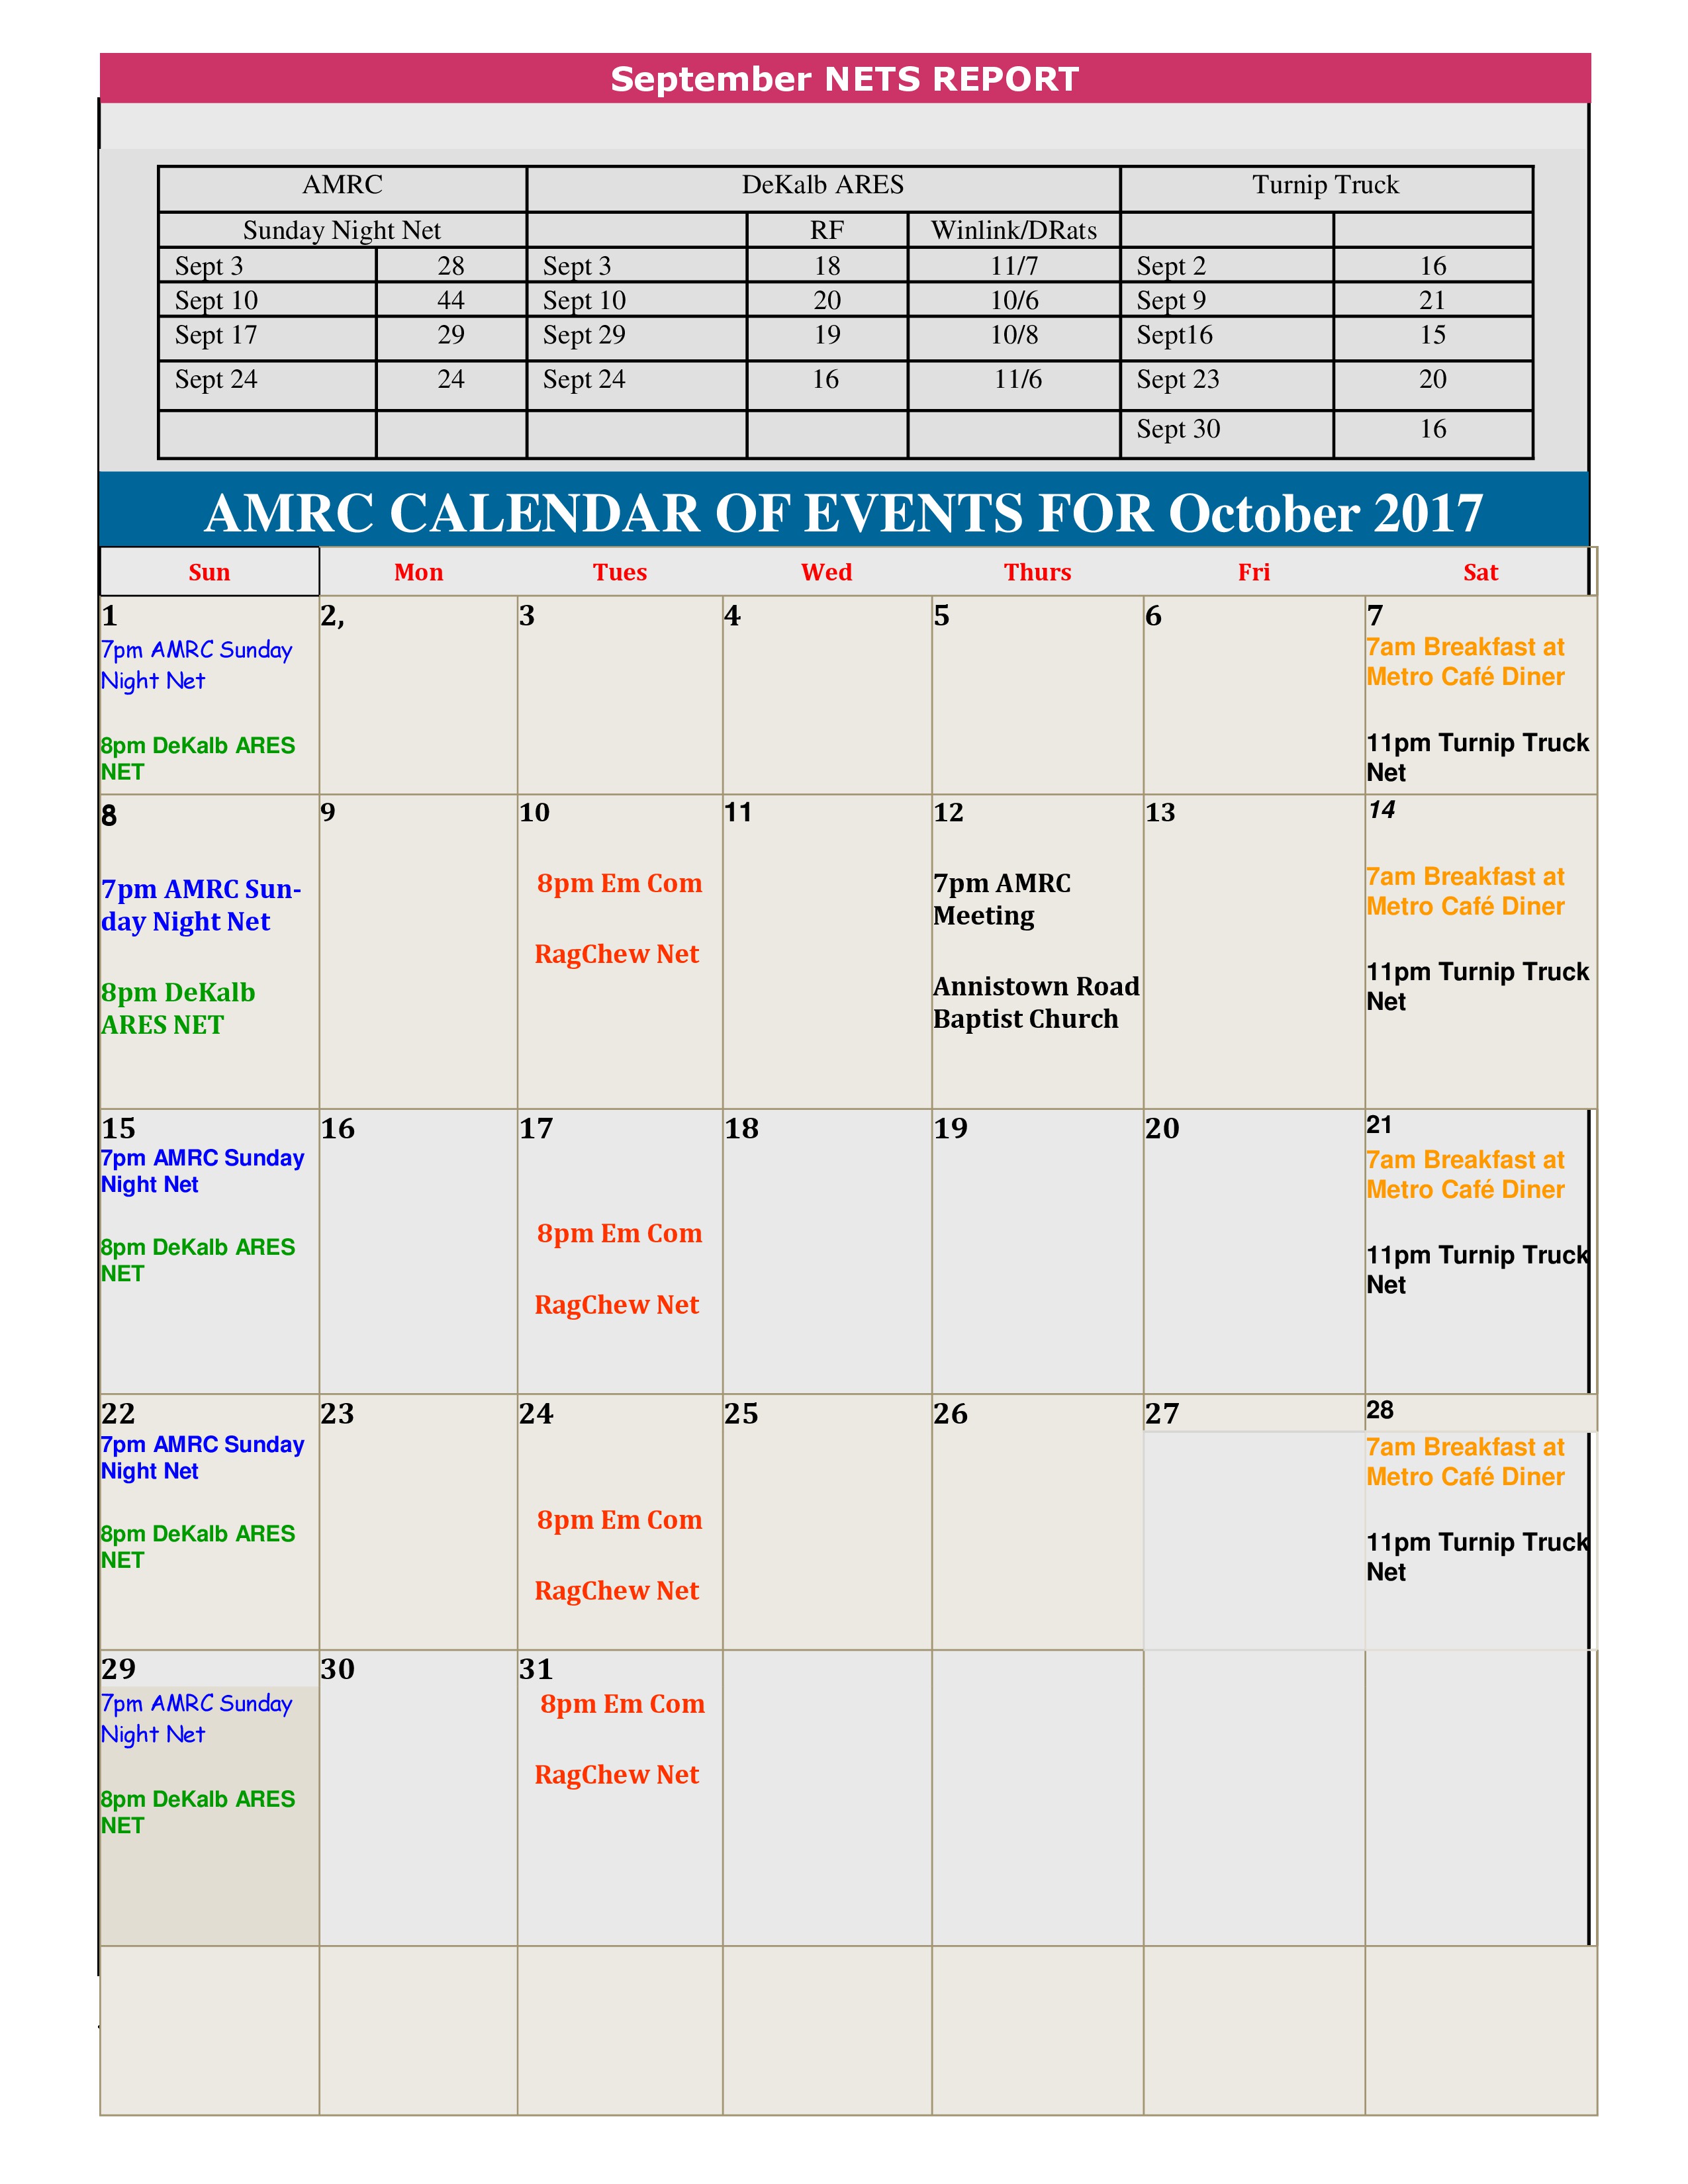 September NETS REPORT
AMRC DeKalb ARES Turnip Truck
Sunday Night Net RF Winlink/DRats
Sept 3 28 Sept 3 18 11/7 Sept 2 16
Sept 10 44 Sept 10 20 10/6 Sept 9 21
Sept 17 29 Sept 29 19 10/8 Sept16 15
Sept 24 24 Sept 24 16 11/6 Sept 23 20
Sept 30 16
AMRC CALENDAR OF EVENTS FOR October 2017
Sun Mon Tues Wed Thurs Fri Sat
1
7pm AMRC Sunday
Night Net
8pm DeKalb ARES
NET
2,
3
4
5
6
7
7am Breakfast at
Metro Café Diner
11pm Turnip Truck
Net
8
7pm AMRC Sun-
day Night Net
8pm DeKalb
ARES NET
9
10
8pm Em Com
RagChew Net
11
12
7pm AMRC
Meeting
Annistown Road
Baptist Church
13
14
7am Breakfast at
Metro Café Diner
11pm Turnip Truck
Net
15
7pm AMRC Sunday
Night Net
8pm DeKalb ARES
NET
16
17
8pm Em Com
RagChew Net
18
19
20
21
7am Breakfast at
Metro Café Diner
11pm Turnip Truck
Net
22
7pm AMRC Sunday
Night Net
8pm DeKalb ARES
NET
23
24
8pm Em Com
RagChew Net
25
26
27
28
7am Breakfast at
Metro Café Diner
11pm Turnip Truck
Net
29
7pm AMRC Sunday
Night Net
8pm DeKalb ARES
NET
30
31
8pm Em Com
RagChew Net